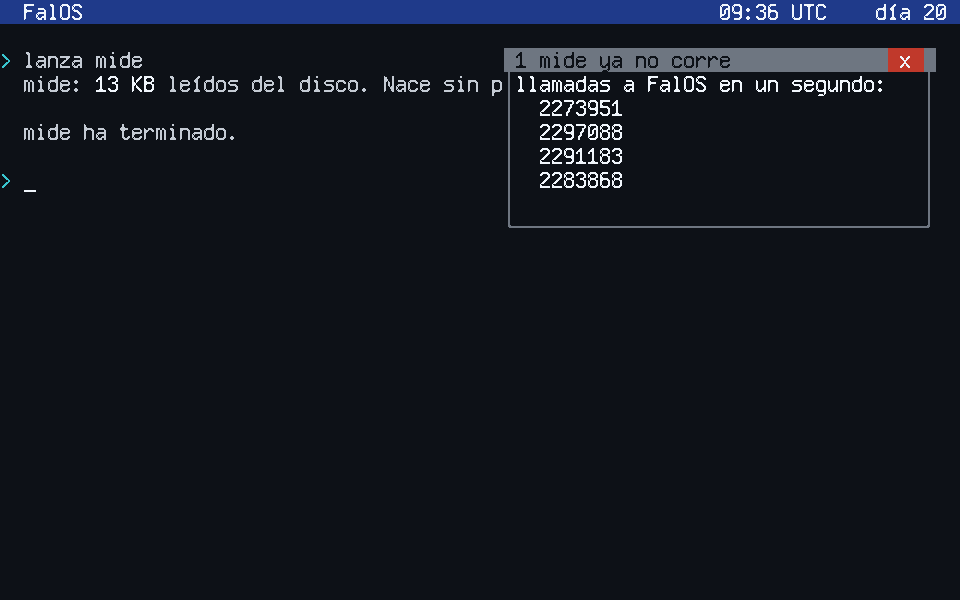 FalOS 09:36 UTC día 20
> lanza mide
mide: 13 KB leídos del disco. Nace sin p
mide ha terminado.
> _
1 mide ya no corre x
llamadas a FalOS en un segundo:
2273951
2297088
2291183
2283868